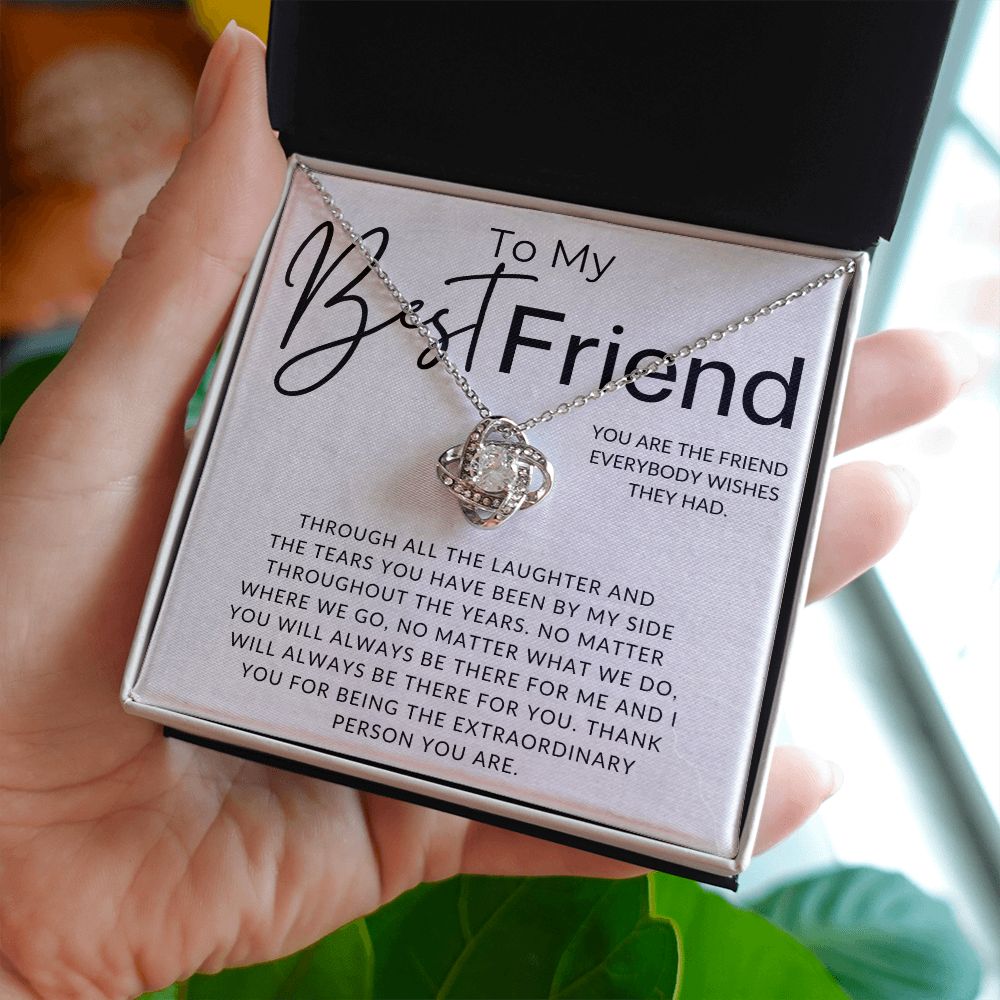 To My
Best Friend
YOU ARE THE FRIEND
EVERYBODY WISHES
THEY HAD.
THROUGH ALL THE LAUGHTER AND
THE TEARS YOU HAVE BEEN BY MY SIDE
THROUGHOUT THE YEARS. NO MATTER
WHERE WE GO, NO MATTER WHAT WE DO,
YOU WILL ALWAYS BE THERE FOR ME AND I
WILL ALWAYS BE THERE FOR YOU. THANK
YOU FOR BEING THE EXTRAORDINARY
PERSON YOU ARE.